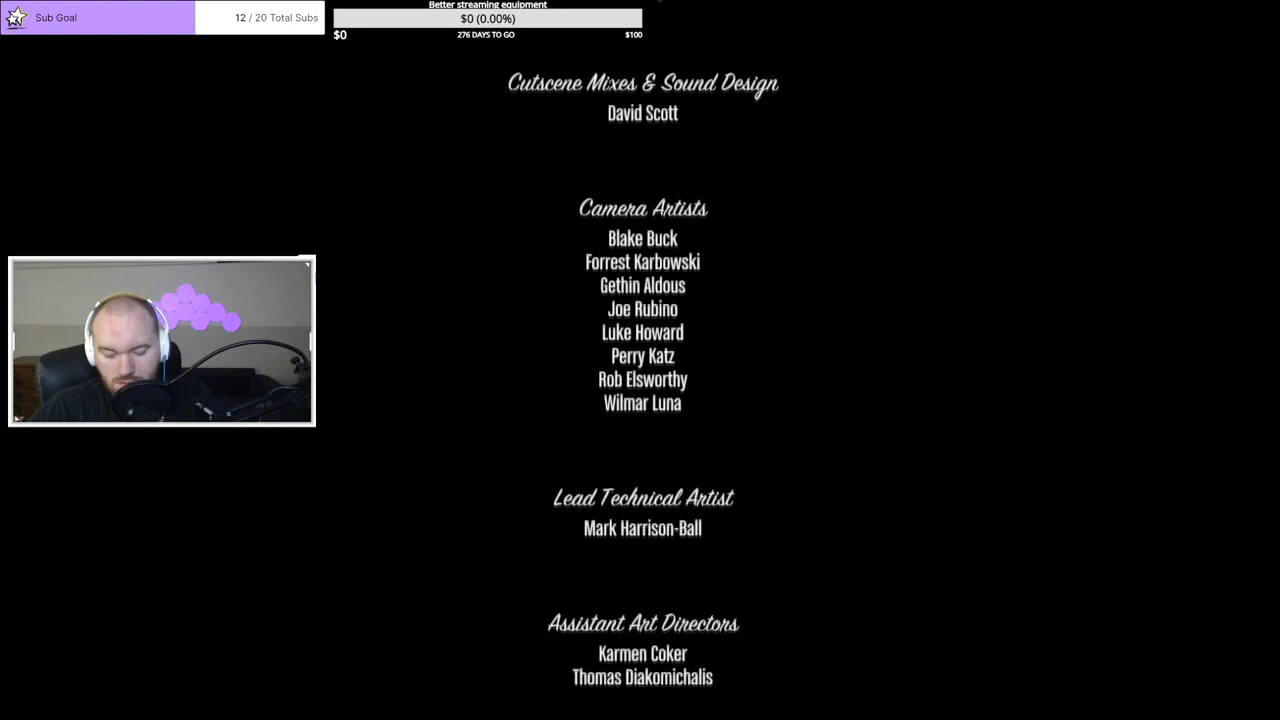 Sub Goal
12 / 20 Total Subs
Better streaming equipment
$0 (0.00%)
$0
276 DAYS TO GO
$100
Cutscene Mixes & Sound Design
David Scott
Camera Artists
Blake Buck
Forrest Karbowski
Gethin Aldous
Joe Rubino
Luke Howard
Perry Katz
Rob Elsworthy
Wilmar Luna
Lead Technical Artist
Mark Harrison-Ball
Assistant Art Directors
Karmen Coker
Thomas Diakomichalis